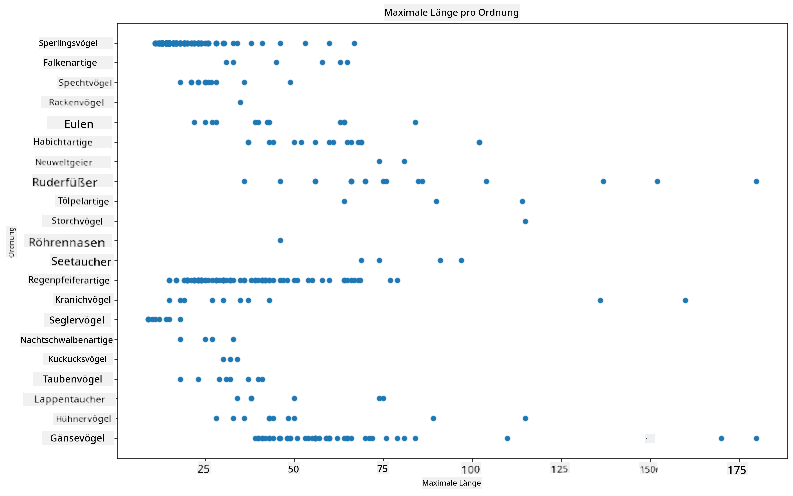 Maximale Länge pro Ordnung
Sperlingsvögel
Falkenartige
Spechtvögel
Rackenvögel
Eulen
Habichtartige
Neuweltgeier
Ruderfüßer
Tölpelartige
Storchvögel
Röhrennasen
Seetaucher
Regenpfeiferartige
Kranichvögel
Seglervögel
Nachtschwalbenartige
Kuckucksvögel
Taubenvögel
Lappentaucher
Hühnervögel
Gänsevögel
Ordnung
25 50 75 100 125 150 175
Maximale Länge